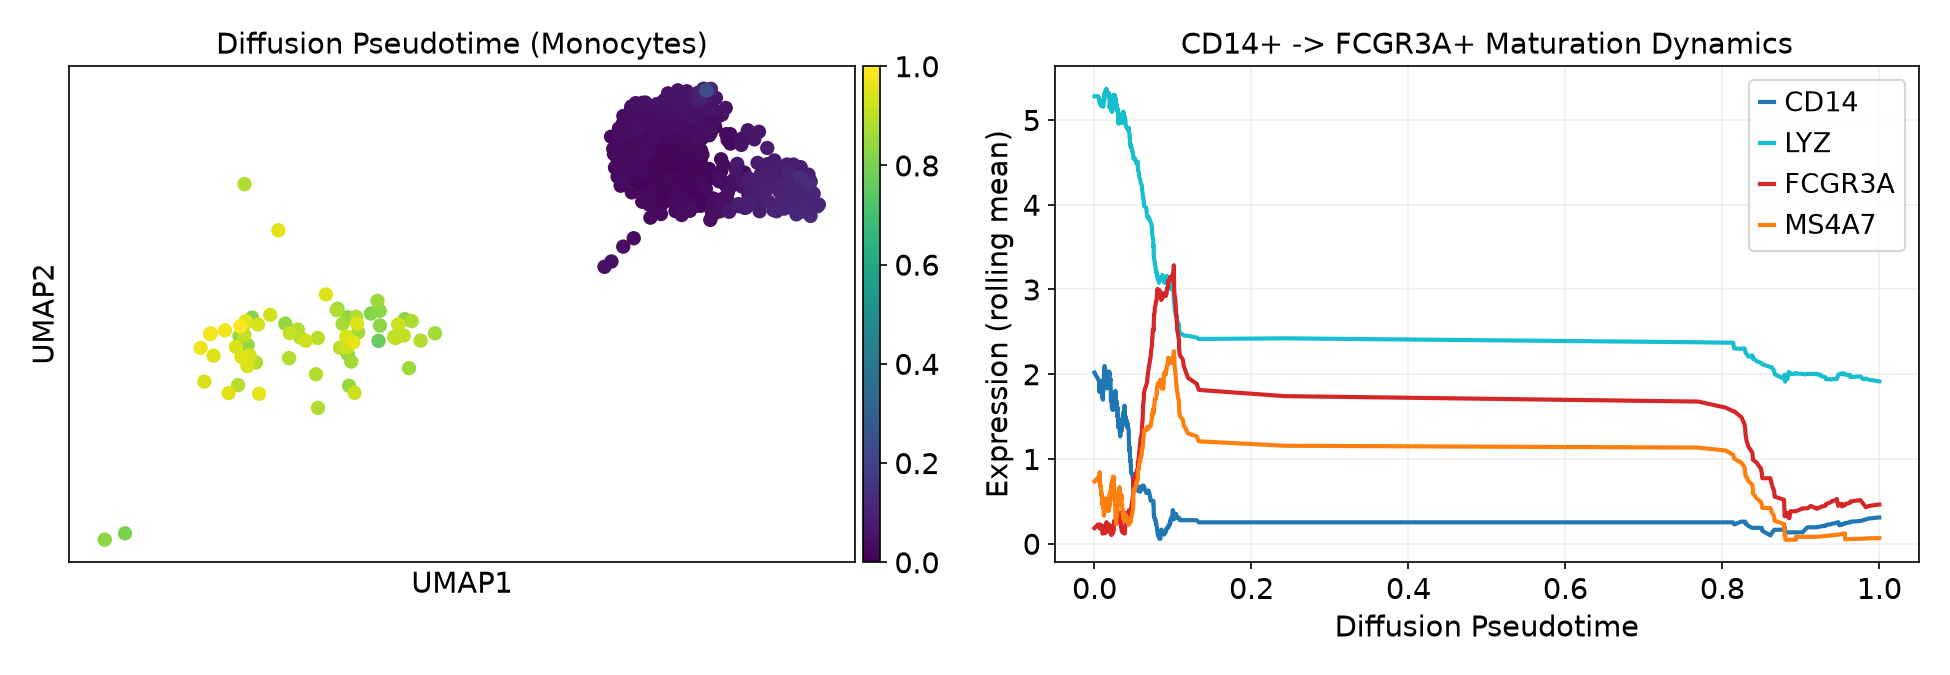 Diffusion Pseudotime (Monocytes)
UMAP2
UMAP1
1.0
0.8
0.6
0.4
0.2
0.0
CD14+ -> FCGR3A+ Maturation Dynamics
Expression (rolling mean)
5
4
3
2
1
0
CD14
LYZ
FCGR3A
MS4A7
0.0 0.2 0.4 0.6 0.8 1.0
Diffusion Pseudotime